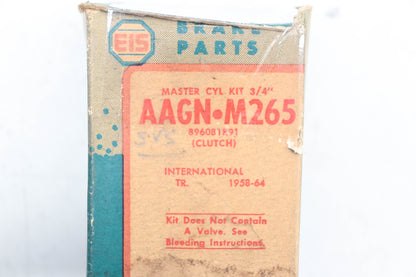 BRAKE
EIS
PARTS
MASTER CYL KIT 3/4"
AAGN•M265
896081R91
(CLUTCH)
INTERNATIONAL
TR. 1958-64
Kit Does Not Contain
A Valve. See
Bleeding Instructions.